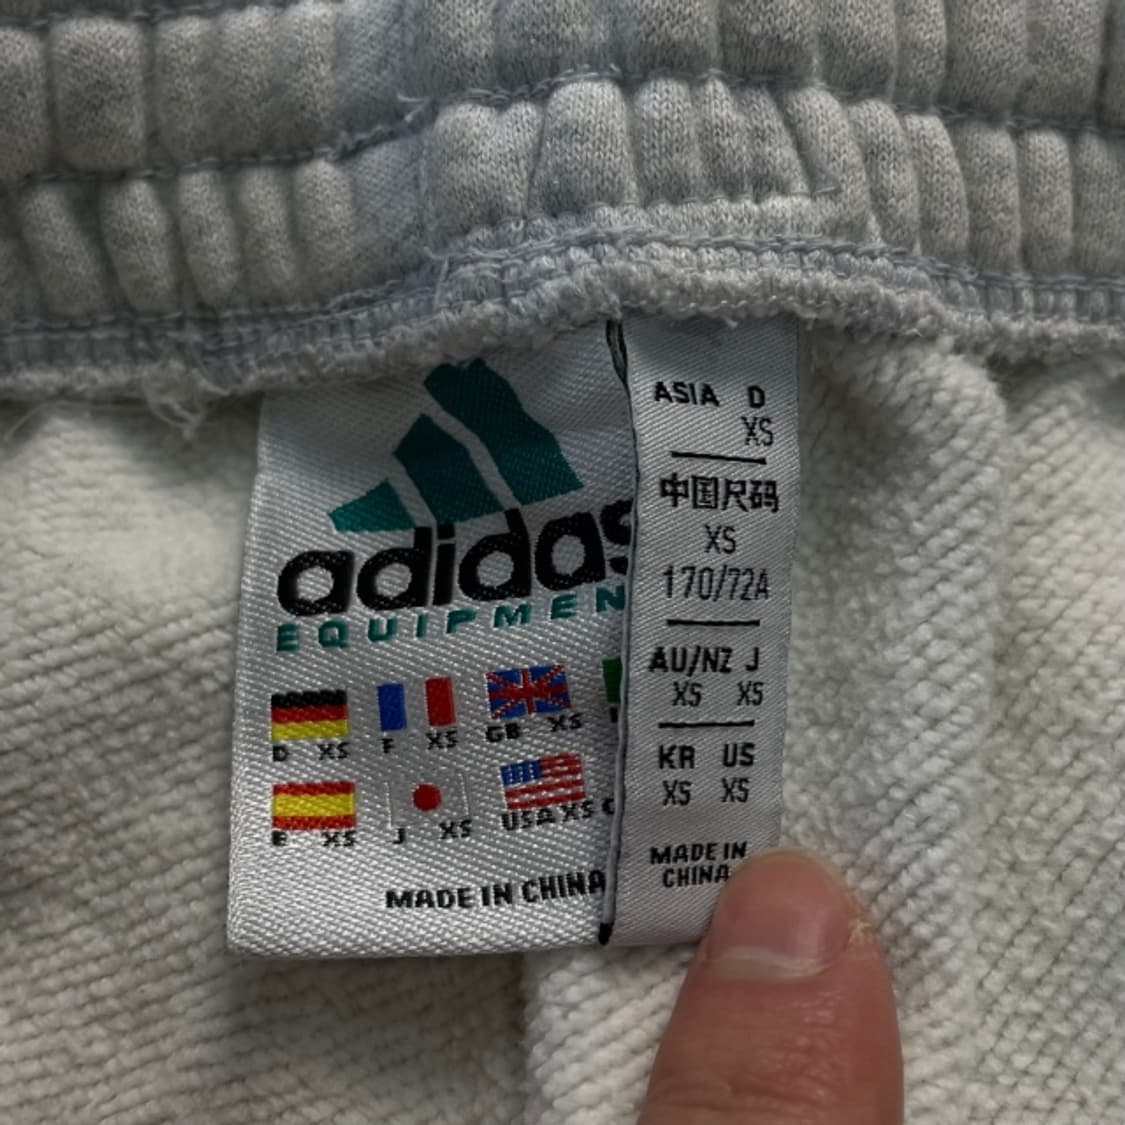 adidas
EQUIPMEN
D XS F XS GB XS
E XS J XS USA XS
MADE IN CHINA
ASIA D
XS
中国尺码
XS
170/72A
AU/NZ J
XS XS
KR US
XS XS
MADE IN
CHINA